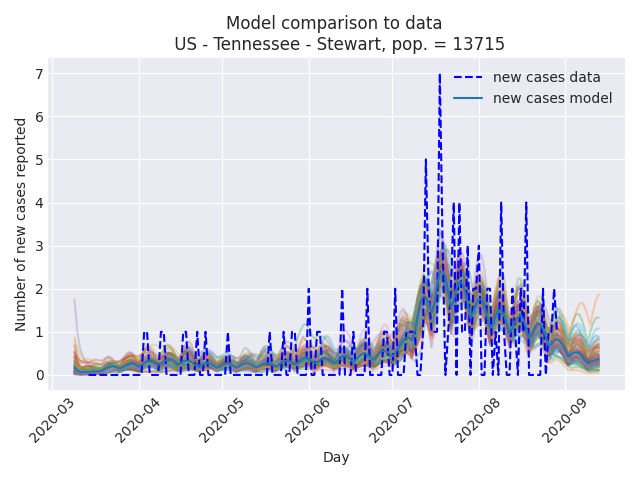 Model comparison to data
US - Tennessee - Stewart, pop. = 13715
new cases data
new cases model
Number of new cases reported
7
6
5
4
3
2
1
0
2020-03
2020-04
2020-05
2020-06
2020-07
2020-08
2020-09
Day